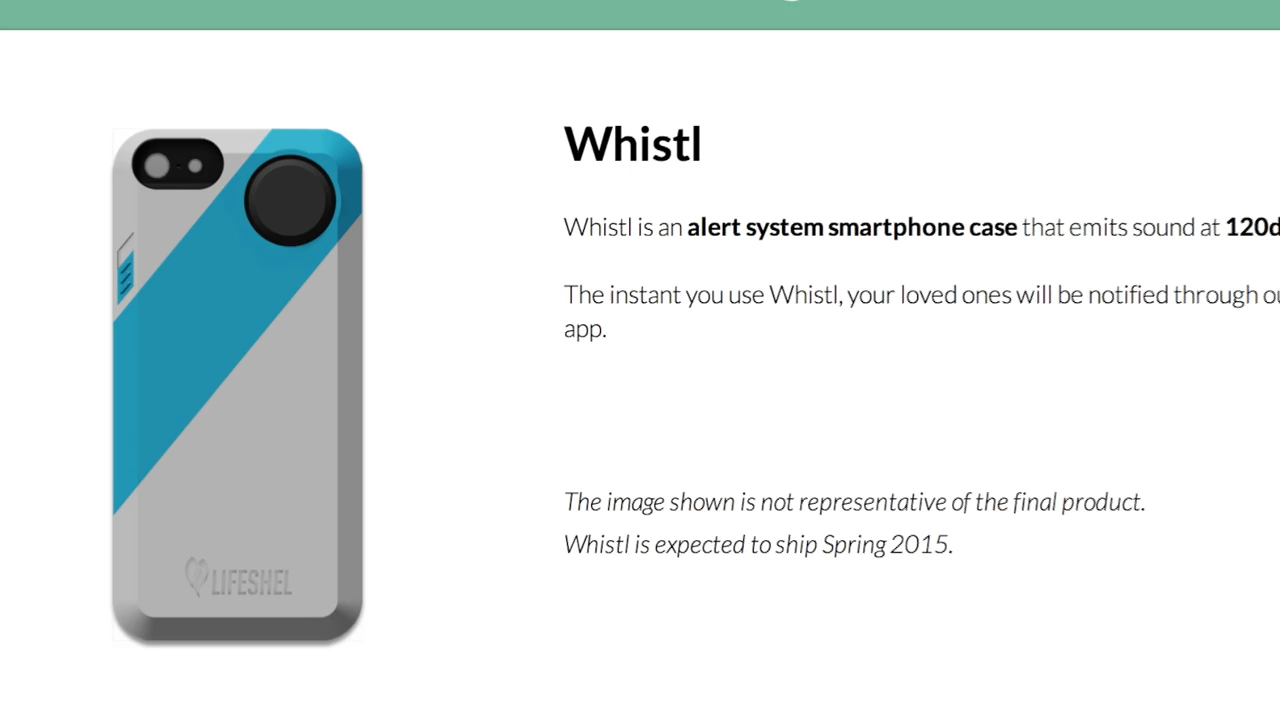 Whistl
Whistl is an alert system smartphone case that emits sound at
The instant you use Whistl, your loved ones will be notified through
app.
The image shown is not representative of the final product.
Whistl is expected to ship Spring 2015.
LIFESHEL